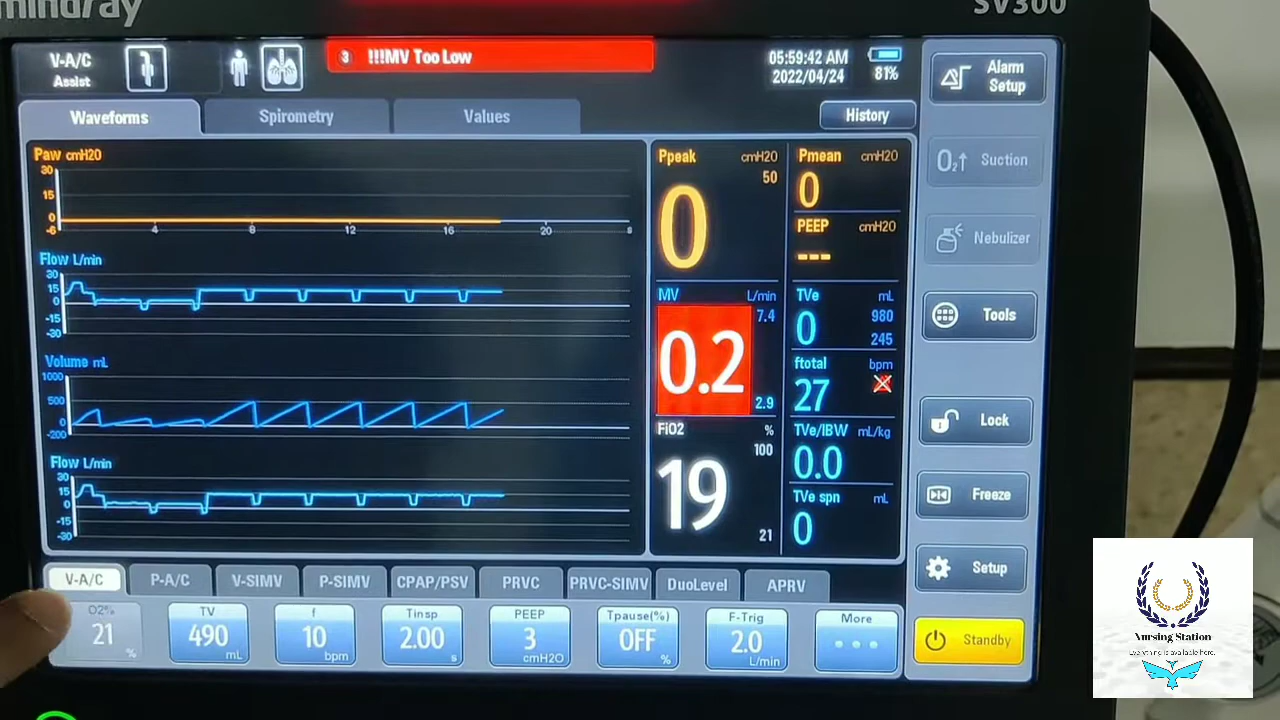 mindray
SV300
V-A/C
Assist
3 !!!MV Too Low
05:59:42 AM
2022/04/24
81%
Alarm
Setup
Waveforms
Spirometry
Values
History
Paw cmH2O
30
15
0
-6
4
8
12
16
20
s
Flow L/min
30
15
0
-15
-30
Volume mL
1000
500
0
-200
Flow L/min
30
15
0
-15
-30
Ppeak cmH2O
50
0
Pmean cmH2O
0
PEEP cmH2O
---
MV L/min
7.4
0.2
2.9
TVe mL
0
980
245
ftotal bpm
27
FiO2 %
100
19
21
TVe/IBW mL/kg
0.0
TVe spn mL
0
O2↑ Suction
Nebulizer
Tools
Lock
Freeze
Setup
Standby
V-A/C
P-A/C
V-SIMV
P-SIMV
CPAP/PSV
PRVC
PRVC-SIMV
DuoLevel
APRV
O2%
21
%
TV
490
mL
f
10
bpm
Tinsp
2.00
s
PEEP
3
cmH2O
Tpause(%)
OFF
%
F-Trig
2.0
L/min
More
Nursing Station
Everything is available here.